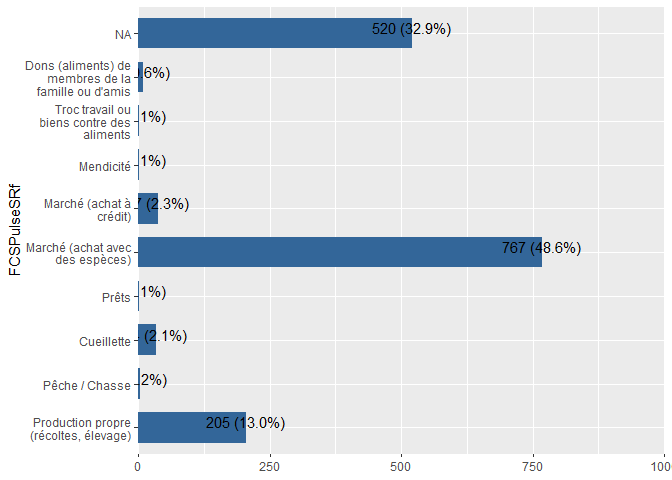 FCSPulseSRf
NA
520 (32.9%)
Dons (aliments) de
membres de la
famille ou d'amis
6%)
Troc travail ou
biens contre des
aliments
1%)
Mendicité
1%)
Marché (achat à
crédit)
7 (2.3%)
Marché (achat avec
des espèces)
767 (48.6%)
Prêts
1%)
Cueillette
(2.1%)
Pêche / Chasse
2%)
Production propre
(récoltes, élevage)
205 (13.0%)
0
250
500
750
100